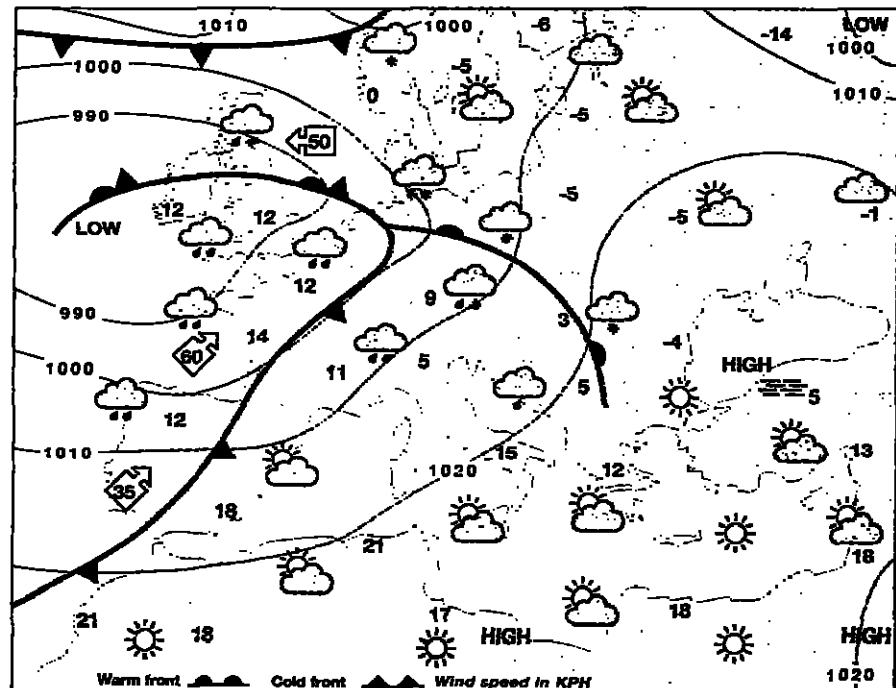 1010 1000 -6 -14 LOW
1000
1000 -5
0 1010
990 50 -5
12 12 -5 -5 -1
LOW
12 9
990 14 3
60 -4
1000 11 5 HIGH
12 5 5
1010 15 13
1020 12
35
18
21 18
21 18 17 HIGH 18 HIGH
1020
Warm front Cold front Wind speed in KPH